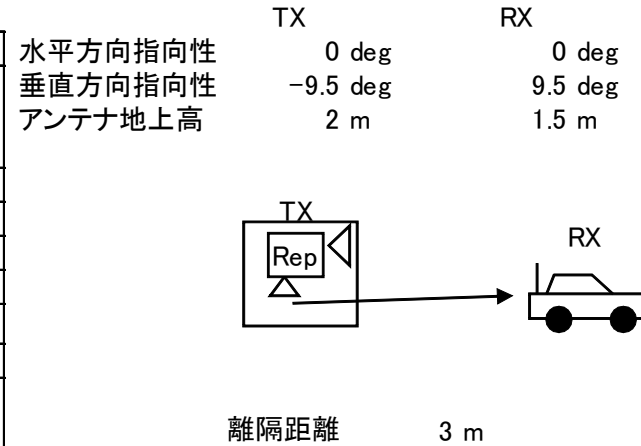 TX RX
水平方向指向性 0 deg 0 deg
垂直方向指向性 -9.5 deg 9.5 deg
アンテナ地上高 2 m 1.5 m
TX
Rep
RX
離隔距離 3 m